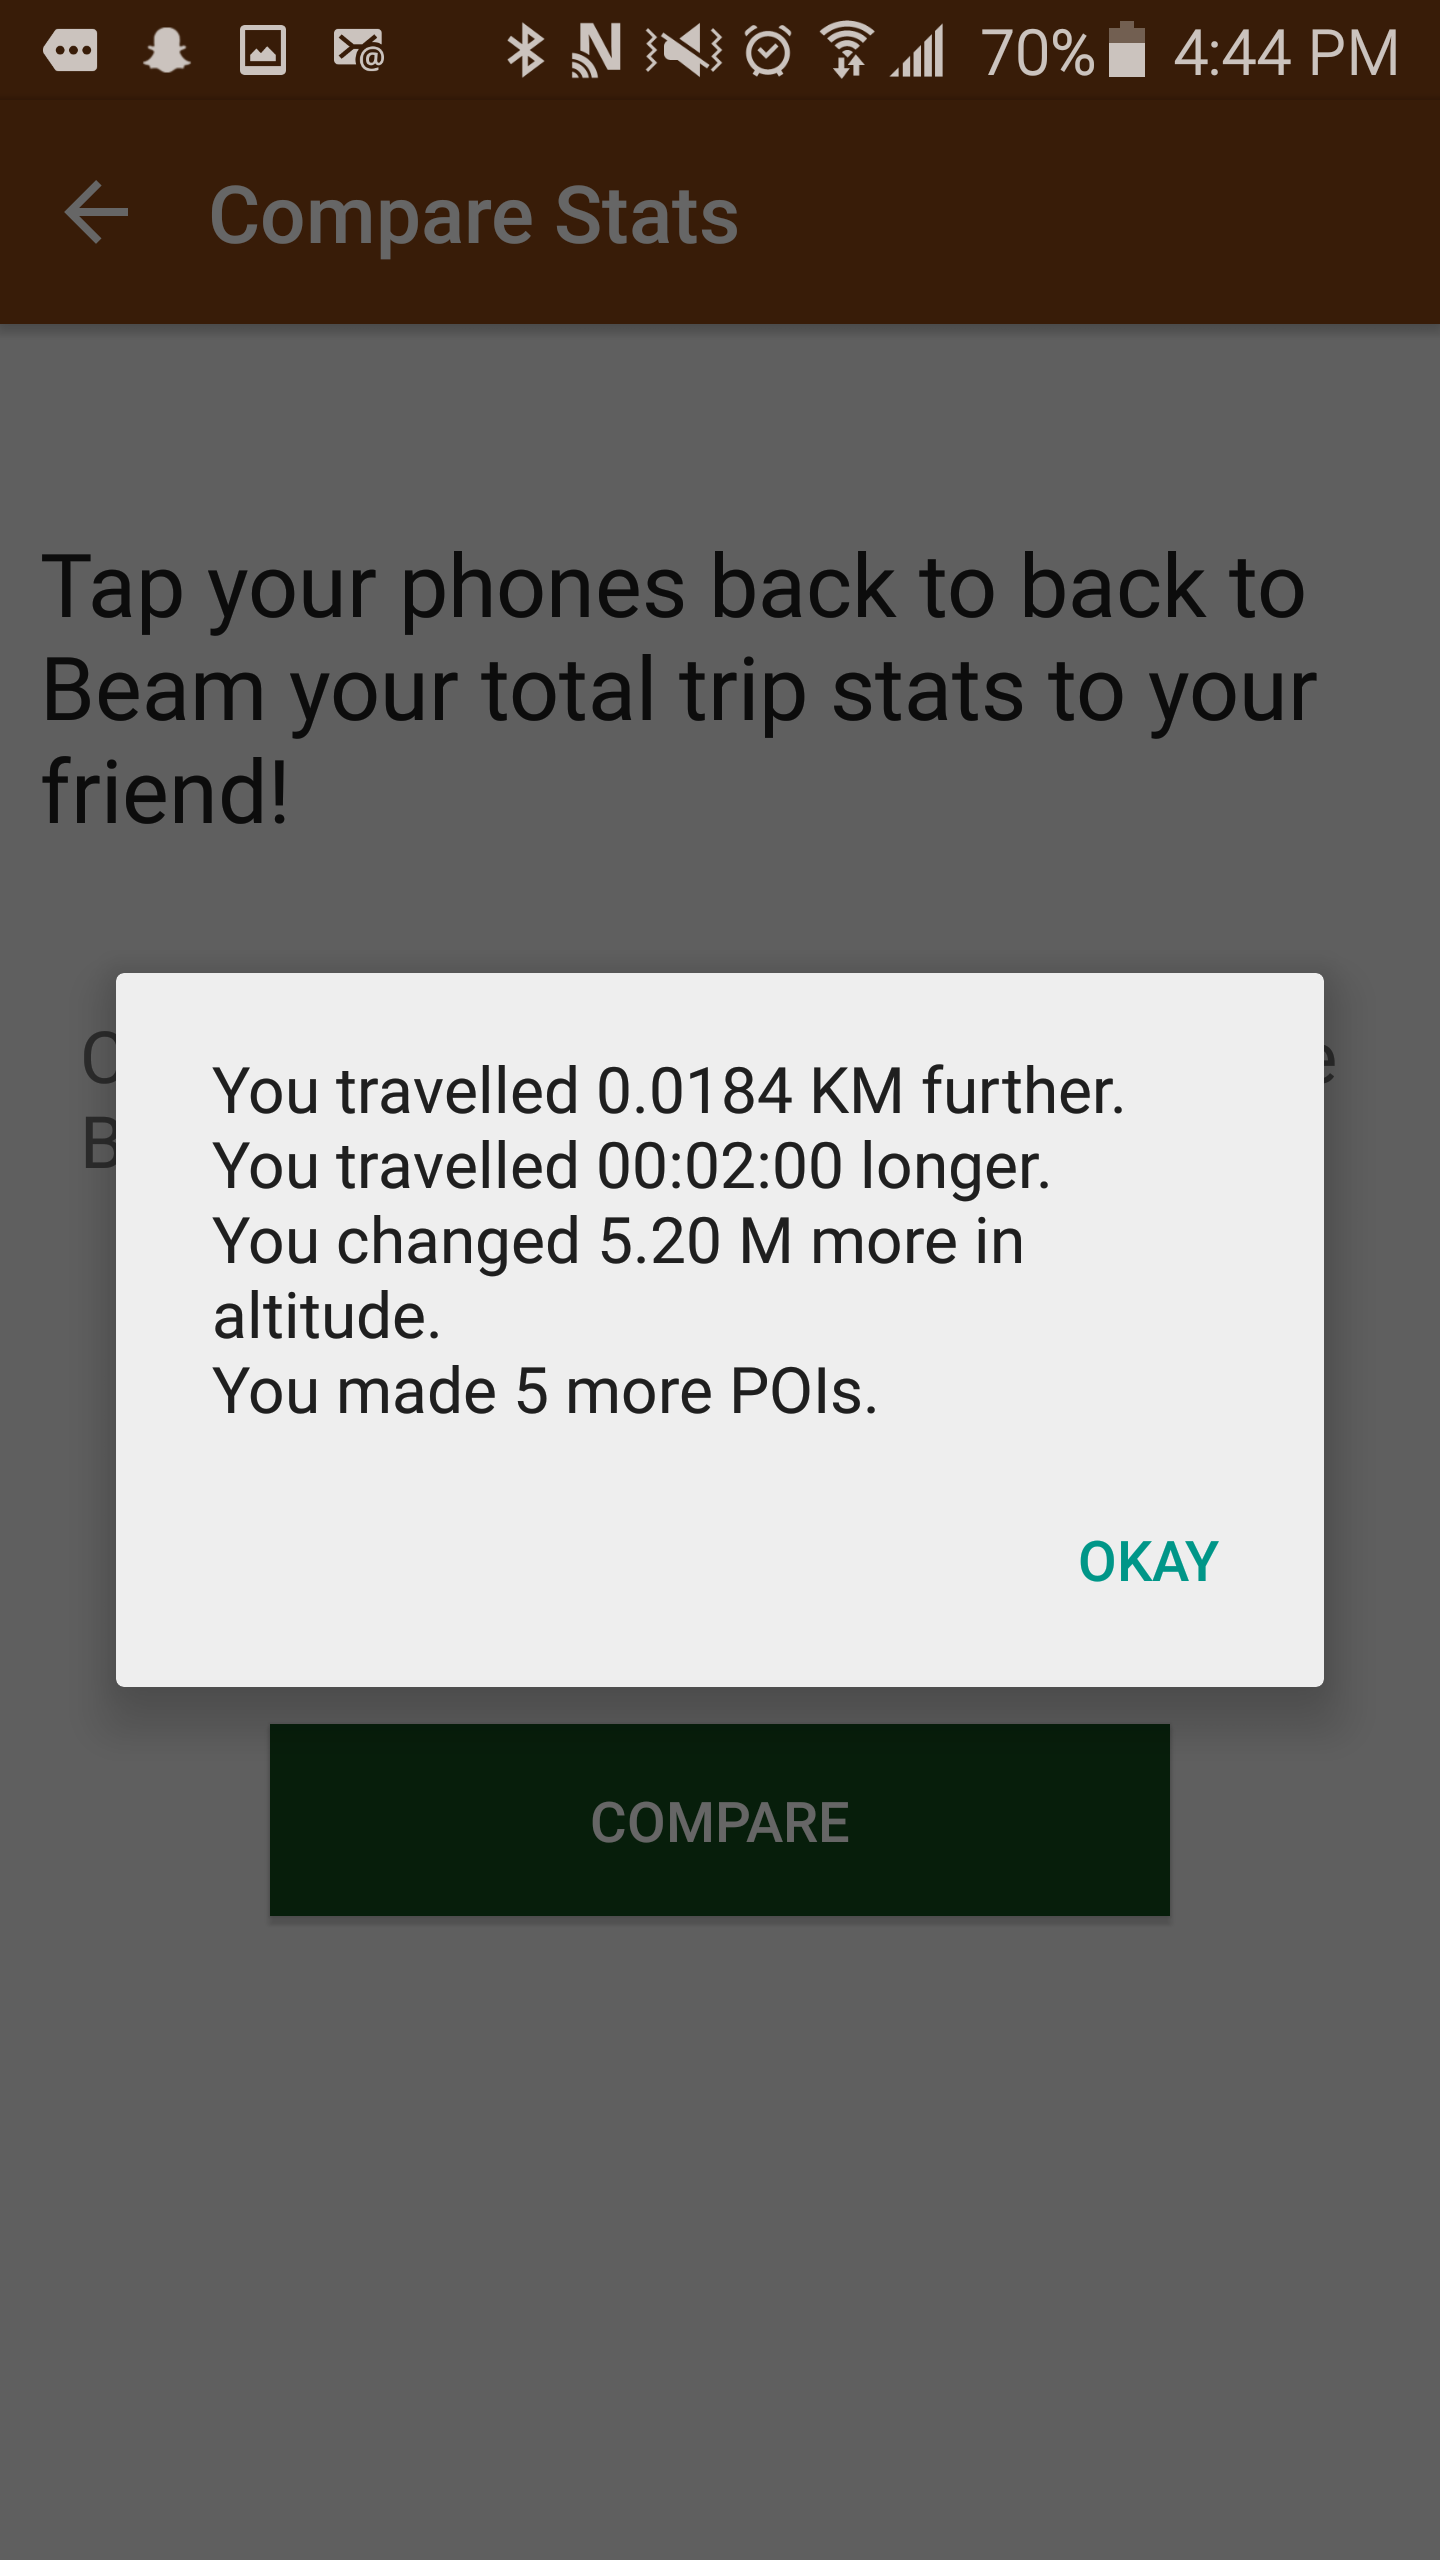 70% 4:44 PM
Compare Stats
Tap your phones back to back to
Beam your total trip stats to your
friend!
You travelled 0.0184 KM further.
You travelled 00:02:00 longer.
You changed 5.20 M more in
altitude.
You made 5 more POIs.
OKAY
COMPARE